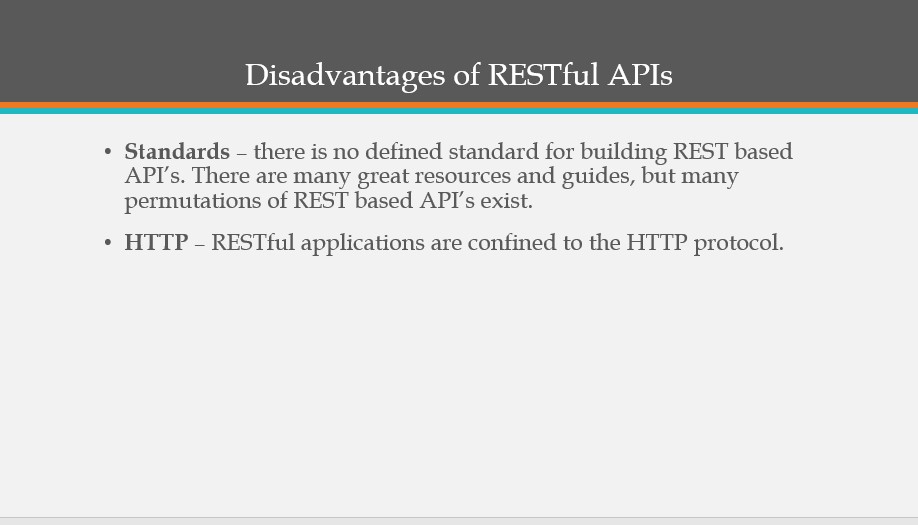 Disadvantages of RESTful APIs
• Standards – there is no defined standard for building REST based
API’s. There are many great resources and guides, but many
permutations of REST based API’s exist.
• HTTP – RESTful applications are confined to the HTTP protocol.